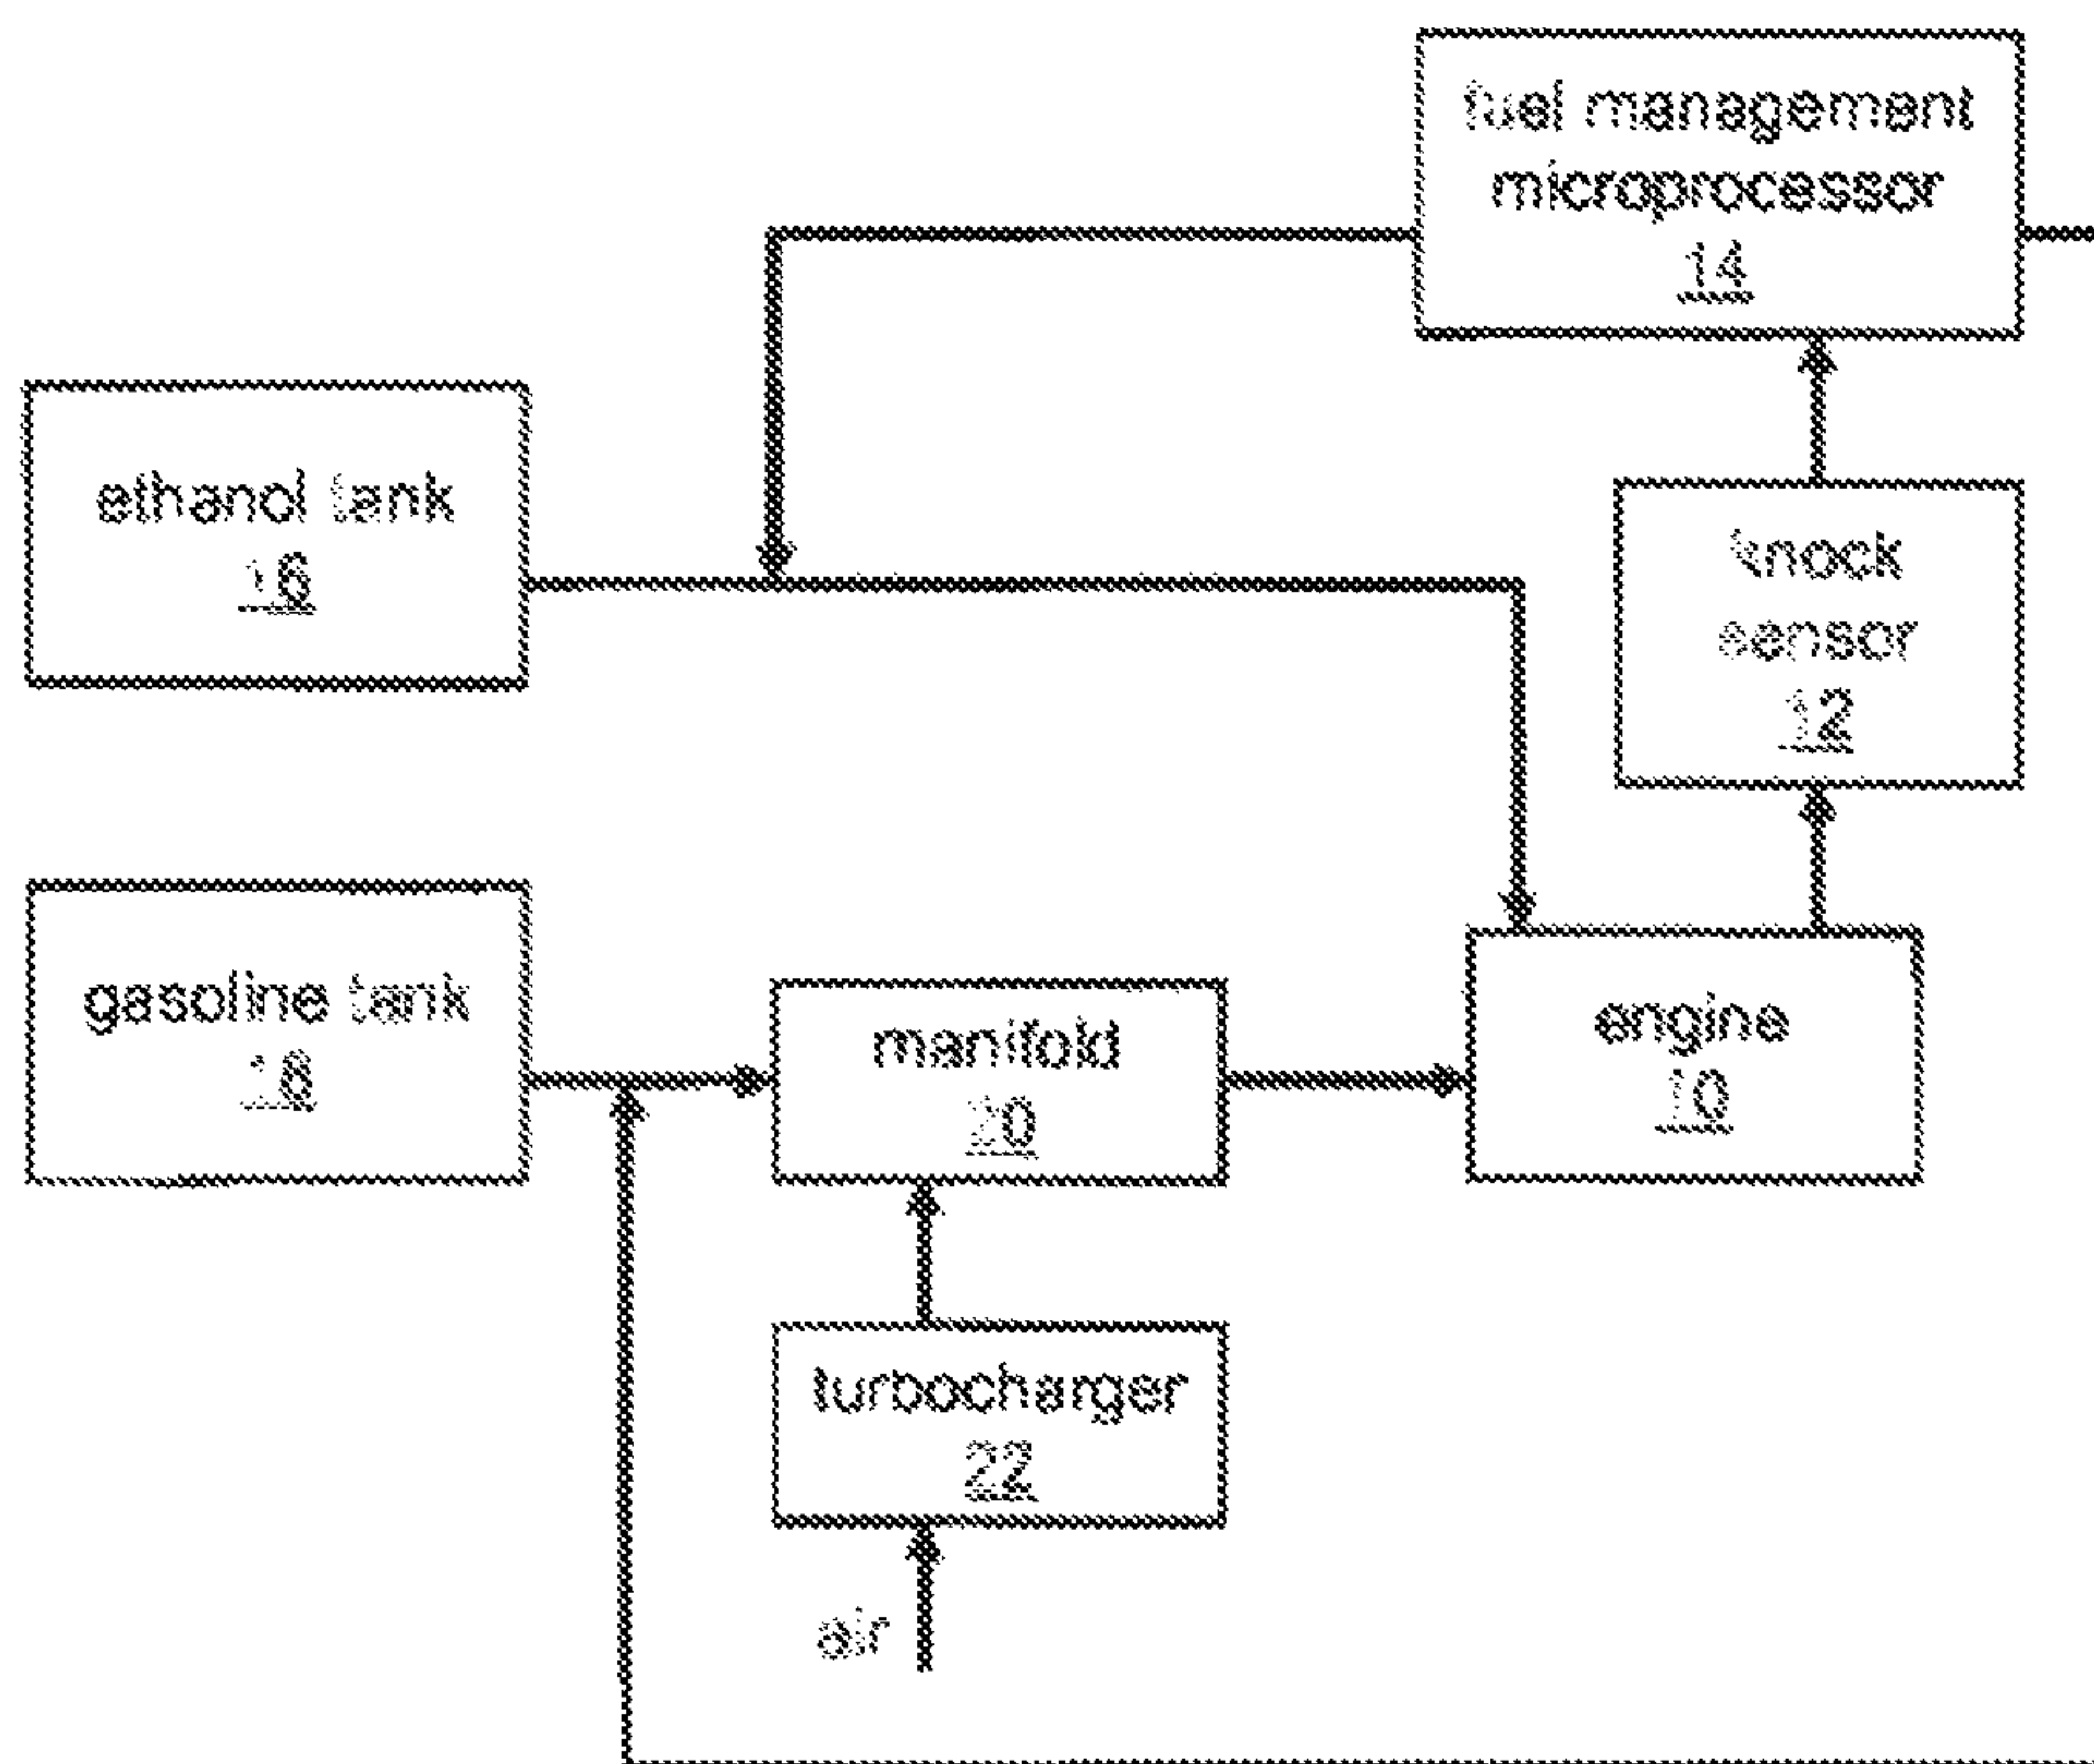 fuel management
microprocessor
14
ethanol tank
16
knock
sensor
12
gasoline tank
18
manifold
20
engine
10
turbocharger
22
air